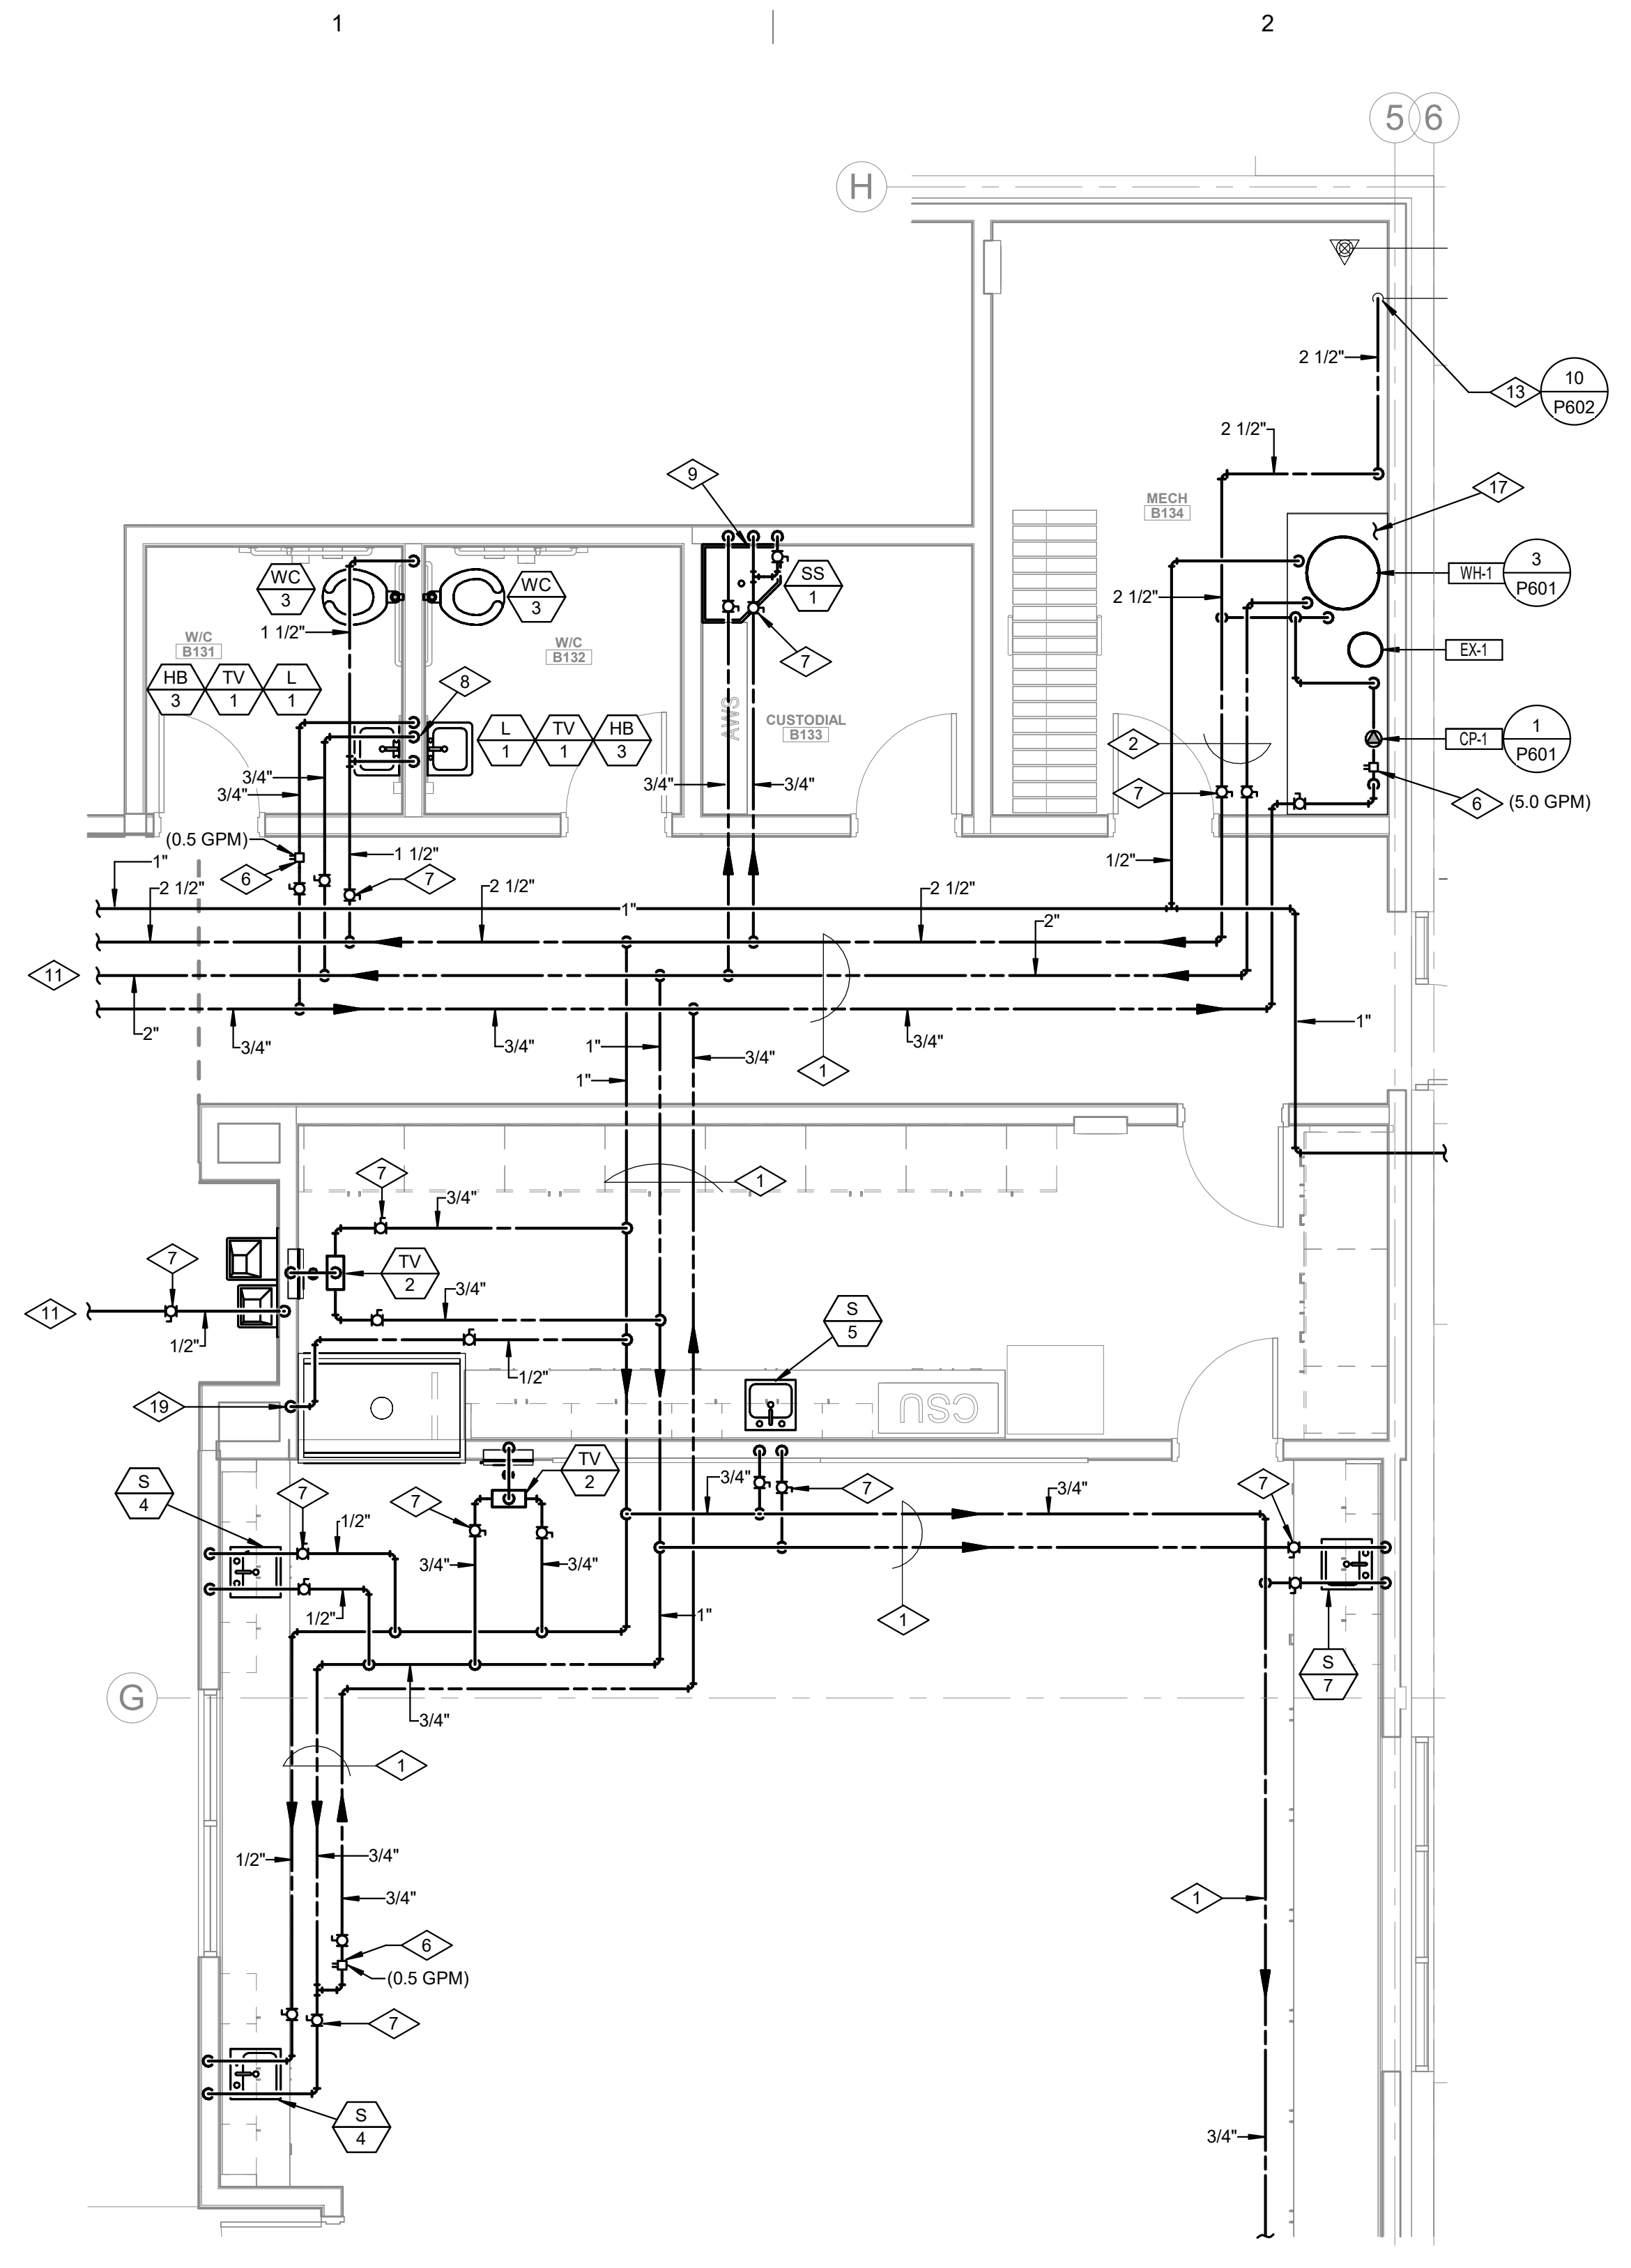 1
2
5
6
H
2 1/2"
13
10
P602
2 1/2"
9
17
MECH
B134
WC
3
WC
3
SS
1
WH-1
3
P601
2 1/2"
1 1/2"
W/C
B131
W/C
B132
7
EX-1
HB
3
TV
1
L
1
8
AWS
CUSTODIAL
B133
L
1
TV
1
HB
3
2
CP-1
1
P601
3/4"
3/4"
3/4"
3/4"
7
6
(5.0 GPM)
(0.5 GPM)
1 1/2"
1"
1/2"
6
7
2 1/2"
2 1/2"
2 1/2"
1"
2"
11
2"
3/4"
3/4"
3/4"
1"
1"
3/4"
1"
1
7
1
3/4"
7
TV
2
3/4"
11
1/2"
S
5
1/2"
19
CSU
S
4
7
TV
2
7
3/4"
7
3/4"
7
1/2"
3/4"
3/4"
1/2"
1"
1
S
7
G
3/4"
1
1/2"
3/4"
3/4"
1
6
(0.5 GPM)
7
S
4
3/4"